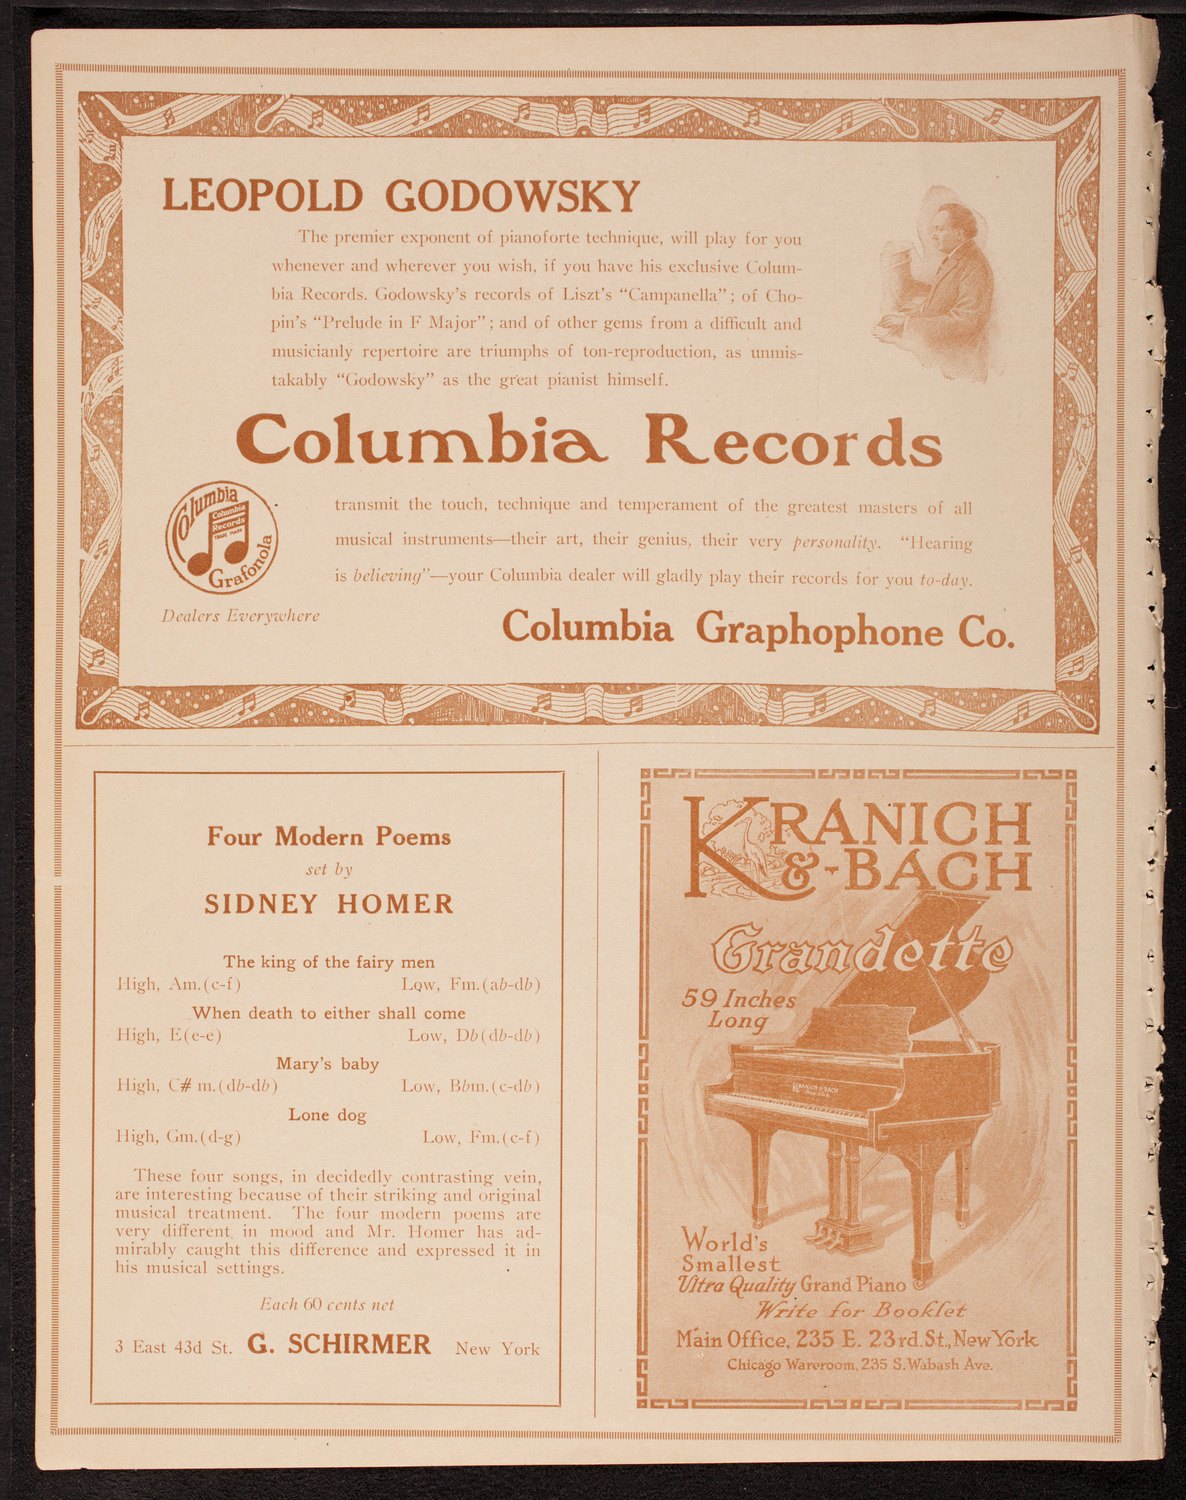 LEOPOLD GODOWSKY
The premier exponent of pianoforte technique, will play for you
whenever and wherever you wish, if you have his exclusive Colum-
bia Records. Godowsky's records of Liszt's "Campanella"; of Cho-
pin's "Prelude in F Major"; and of other gems from a difficult and
musicianly repertoire are triumphs of ton-reproduction, as unmis-
takably "Godowsky" as the great pianist himself.
Columbia Records
Columbia
Columbia
Records
TRADE MARK
Grafonola
transmit the touch, technique and temperament of the greatest masters of all
musical instruments—their art, their genius, their very personality. "Hearing
is believing"—your Columbia dealer will gladly play their records for you to-day.
Dealers Everywhere
Columbia Graphophone Co.
Four Modern Poems
set by
SIDNEY HOMER
The king of the fairy men
High, Am.(c-f) Low, Fm.(ab-db)
When death to either shall come
High, E(e-e) Low, Db(db-db)
Mary's baby
High, C# m.(db-db) Low, Bbm.(c-db)
Lone dog
High, Gm.(d-g) Low, Fm.(c-f)
These four songs, in decidedly contrasting vein,
are interesting because of their striking and original
musical treatment. The four modern poems are
very different in mood and Mr. Homer has ad-
mirably caught this difference and expressed it in
his musical settings.
Each 60 cents net
3 East 43d St. G. SCHIRMER New York
KRANICH
&-BACH
Grandette
59 Inches
Long
KRANICH & BACH
World's
Smallest
Ultra Quality Grand Piano
Write for Booklet
Main Office, 235 E. 23rd.St., New York
Chicago Wareroom, 235 S.Wabash Ave.